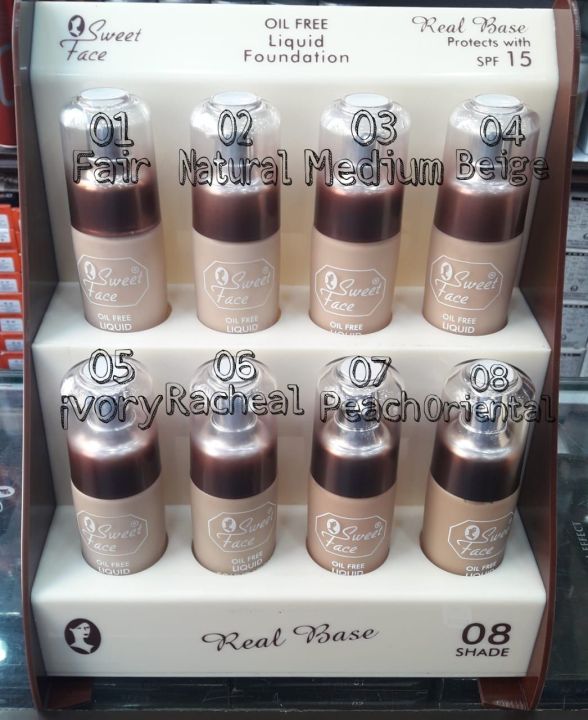 Sweet
Face
OIL FREE
Liquid
Foundation
Real Base
Protects with
SPF 15
01
Fair
02
Natural
03
Medium
04
Beige
Sweet
Face
OIL FREE
LIQUID
Sweet
Face
OIL FREE
LIQUID
Sweet
Face
OIL FREE
LIQUID
Sweet
Face
OIL FREE
LIQUID
05
ivory
06
Racheal
07
Peach
08
Oriental
Sweet
Face
OIL FREE
LIQUID
Sweet
Face
OIL FREE
LIQUID
Sweet
Face
OIL FREE
LIQUID
Sweet
Face
OIL FREE
LIQUID
Real Base
08
SHADE